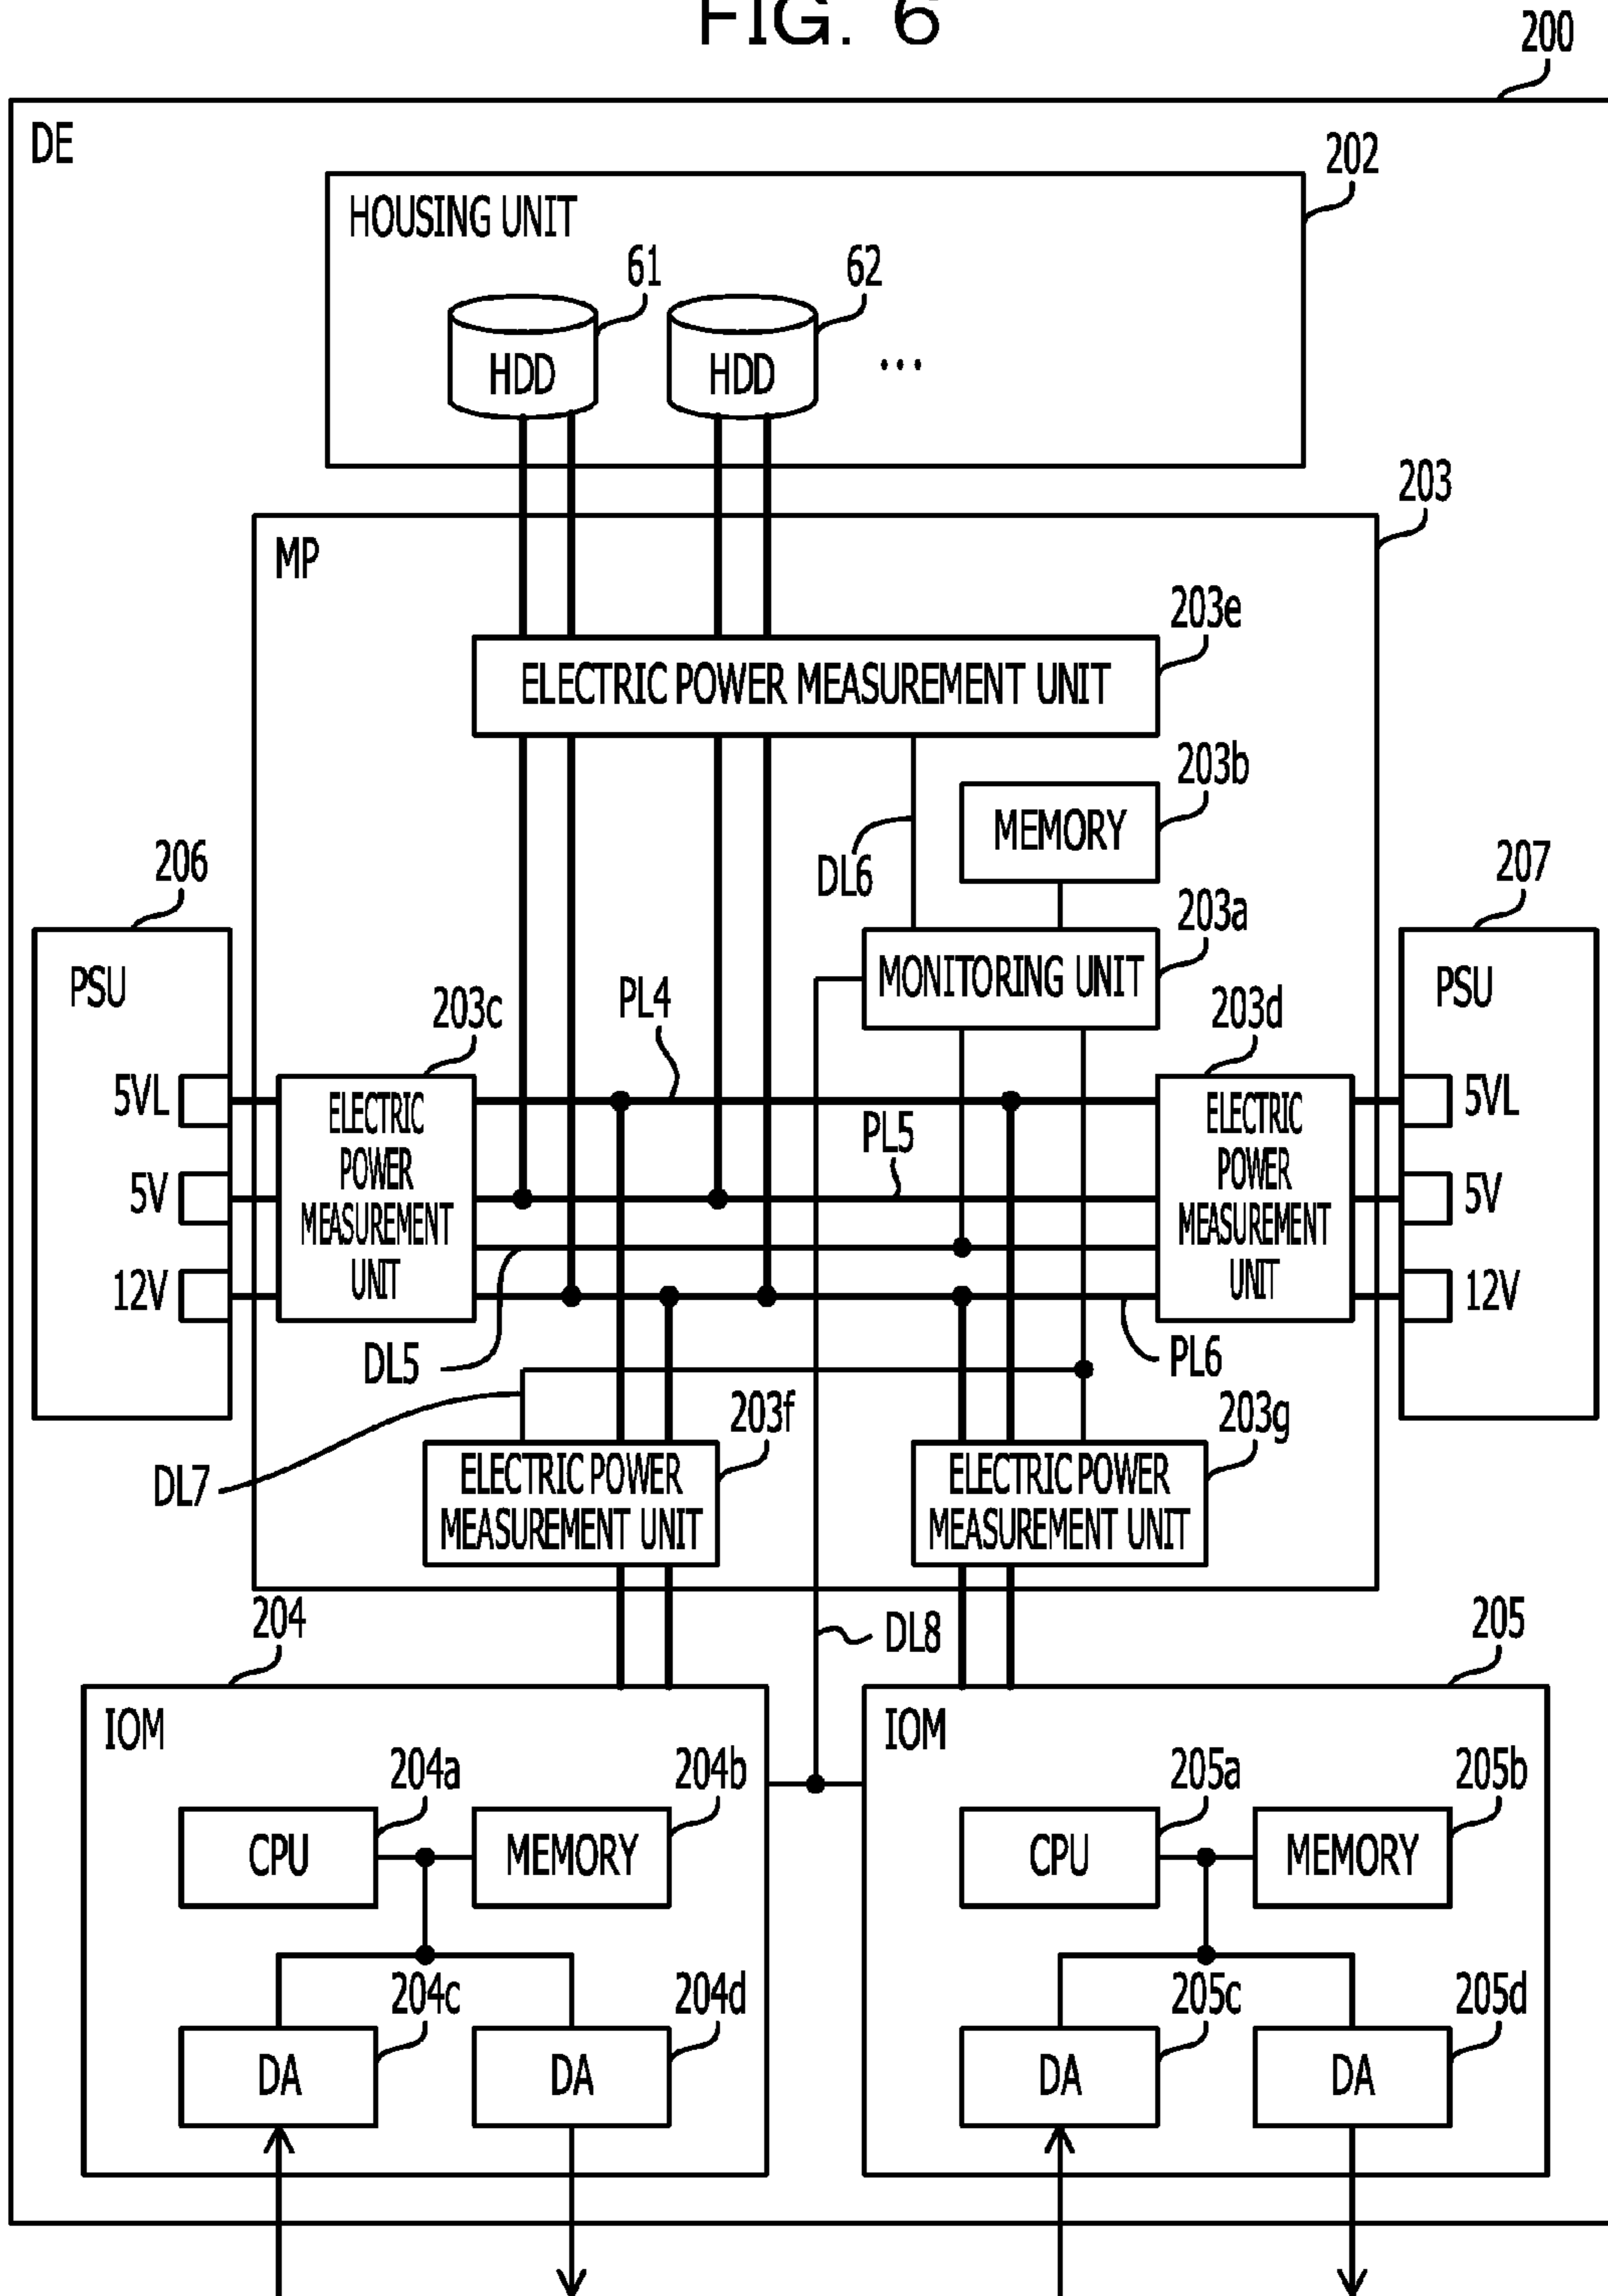 FIG. 6
200
DE
202
HOUSING UNIT
61
62
HDD
HDD
...
203
MP
203e
ELECTRIC POWER MEASUREMENT UNIT
203b
MEMORY
DL6
206
207
203a
MONITORING UNIT
PSU
PSU
203c
PL4
203d
5VL
5V
12V
ELECTRIC
POWER
MEASUREMENT
UNIT
PL5
ELECTRIC
POWER
MEASUREMENT
UNIT
5VL
5V
12V
DL5
PL6
DL7
203f
203g
ELECTRIC POWER
MEASUREMENT UNIT
ELECTRIC POWER
MEASUREMENT UNIT
204
DL8
205
IOM
IOM
204a
204b
205a
205b
CPU
MEMORY
CPU
MEMORY
204c
204d
205c
205d
DA
DA
DA
DA